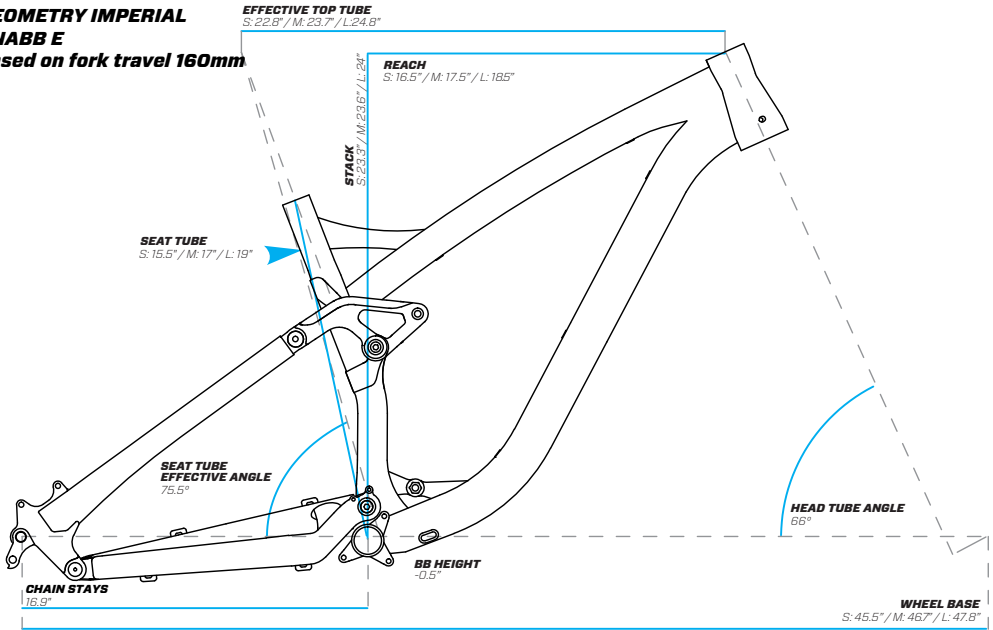 EOMETRY IMPERIAL
ABB E
sed on fork travel 160mm
EFFECTIVE TOP TUBE
S: 22.8" / M: 23.7" / L:24.8"
REACH
S: 16.5" / M: 17.5" / L: 18.5"
STACK
S: 23.3" / M: 23.6" / L: 24"
SEAT TUBE
S: 15.5" / M: 17" / L: 19"
SEAT TUBE
EFFECTIVE ANGLE
75.5°
HEAD TUBE ANGLE
66°
BB HEIGHT
-0.5"
CHAIN STAYS
16.9"
WHEEL BASE
S: 45.5" / M: 46.7" / L: 47.8"